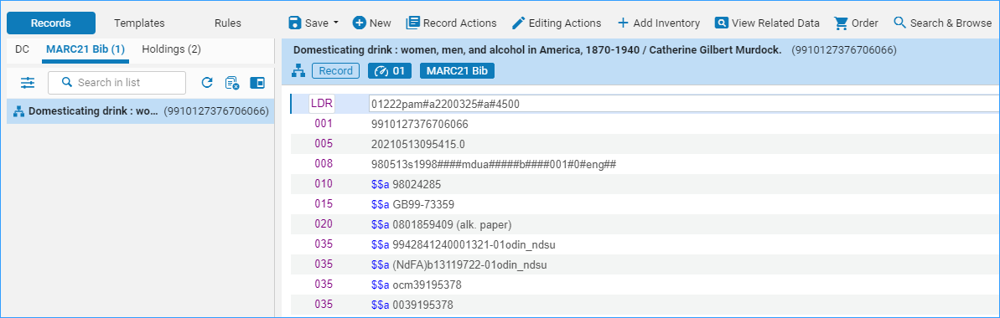 Records Templates Rules Save New Record Actions Editing Actions Add Inventory View Related Data Order Search & Browse
DC MARC21 Bib (1) Holdings (2)
Search in list
Domesticating drink : wo... (9910127376706066)
Domesticating drink : women, men, and alcohol in America, 1870-1940 / Catherine Gilbert Murdock. (9910127376706066)
Record 01 MARC21 Bib
LDR 01222pam#a2200325#a#4500
001 9910127376706066
005 20210513095415.0
008 980513s1998####mdua#####b####001#0#eng##
010 $$a 98024285
015 $$a GB99-73359
020 $$a 0801859409 (alk. paper)
035 $$a 9942841240001321-01odin_ndsu
035 $$a (NdFA)b13119722-01odin_ndsu
035 $$a ocm39195378
035 $$a 0039195378